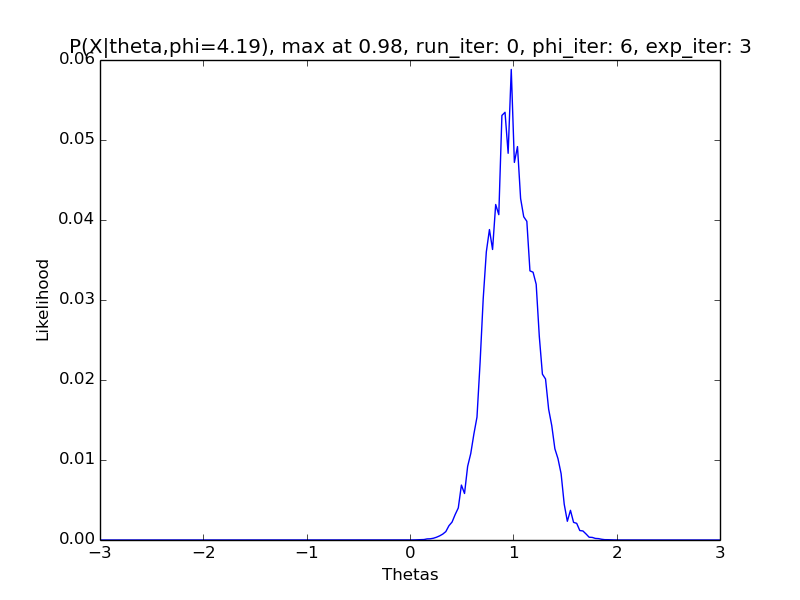 P(X|theta,phi=4.19), max at 0.98, run_iter: 0, phi_iter: 6, exp_iter: 3
0.06
0.05
0.04
0.03
0.02
0.01
0.00
Likelihood
−3 −2 −1 0 1 2 3
Thetas